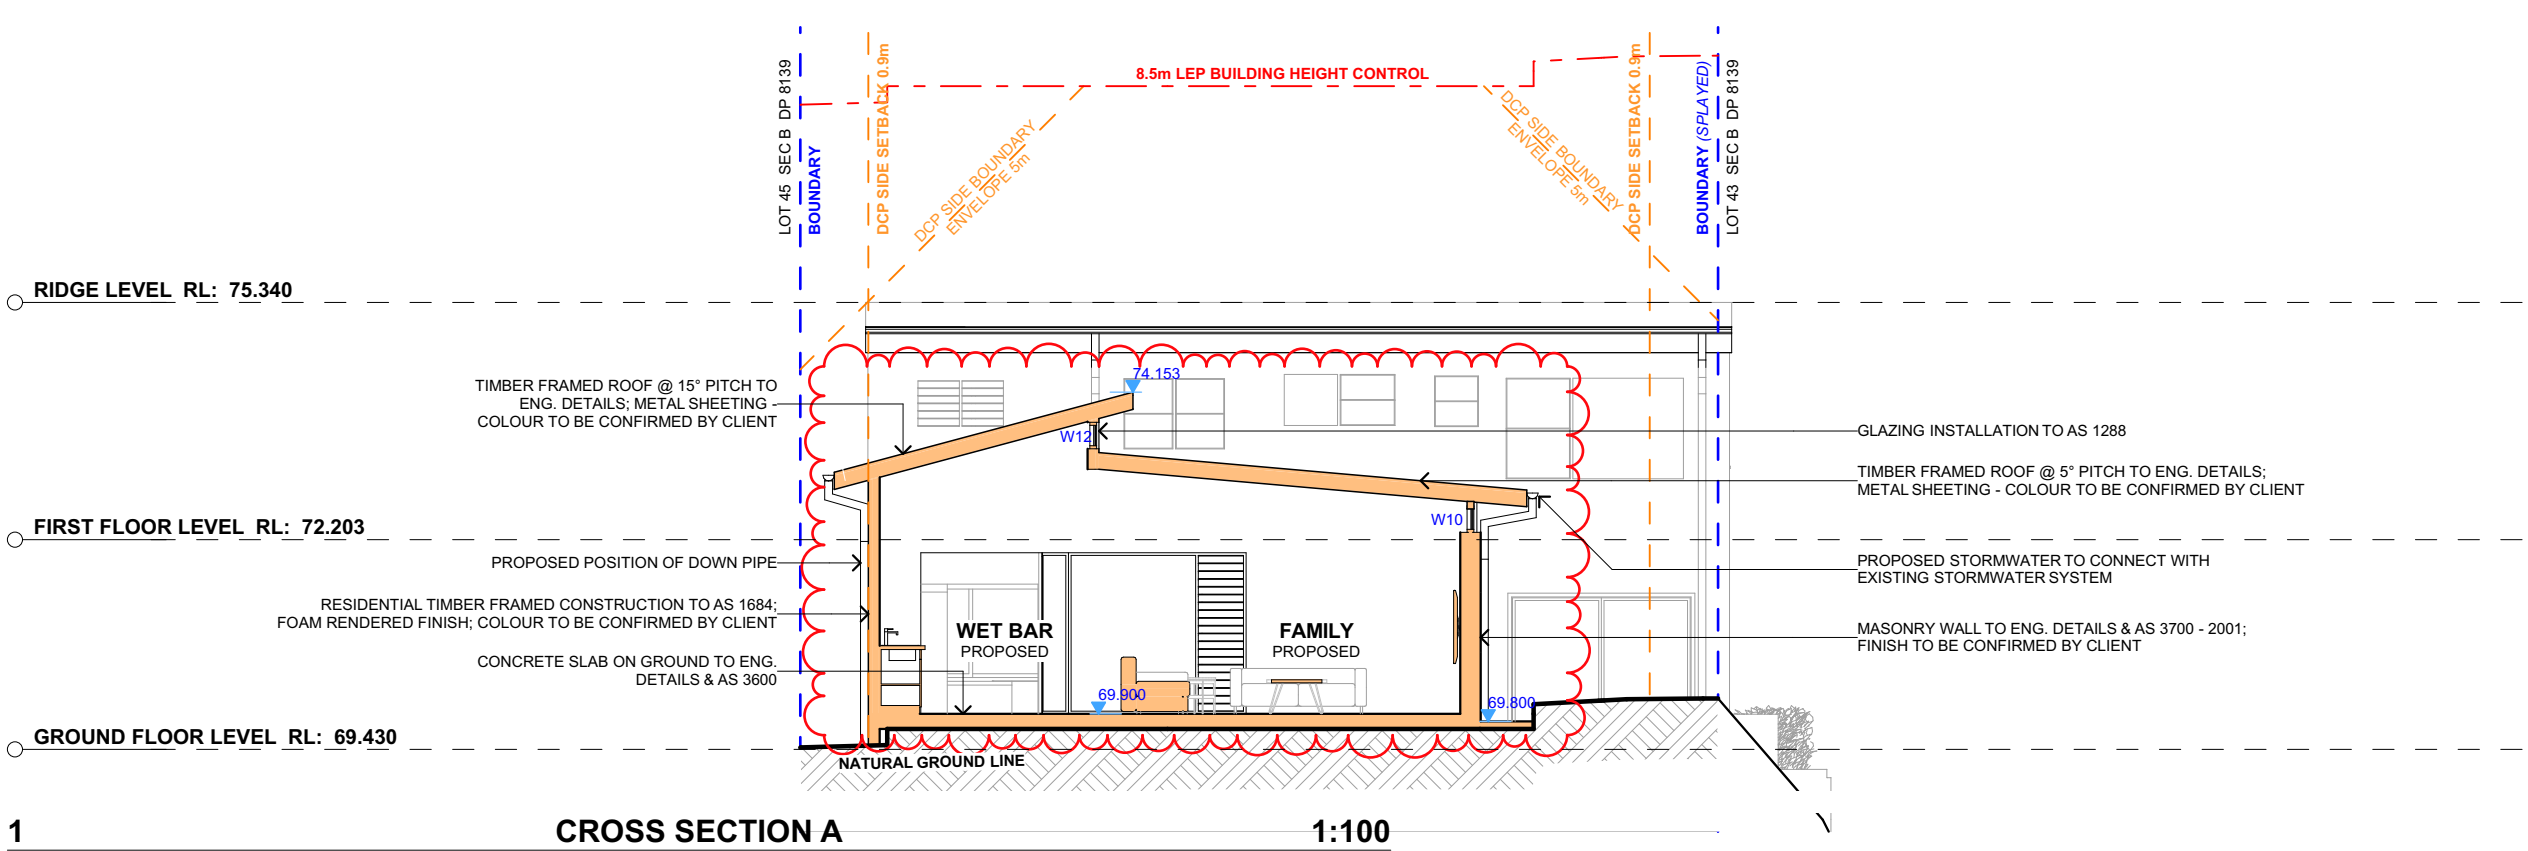 8.5m LEP BUILDING HEIGHT CONTROL
LOT 45 SEC B DP 8139
BOUNDARY
DCP SIDE SETBACK 0.9m
DCP SIDE BOUNDARY
ENVELOPE 5m
DCP SIDE BOUNDARY
ENVELOPE 5m
DCP SIDE SETBACK 0.9m
BOUNDARY (SPLAYED)
LOT 43 SEC B DP 8139
RIDGE LEVEL RL: 75.340
TIMBER FRAMED ROOF @ 15° PITCH TO
ENG. DETAILS; METAL SHEETING -
COLOUR TO BE CONFIRMED BY CLIENT
74.153
W12
GLAZING INSTALLATION TO AS 1288
TIMBER FRAMED ROOF @ 5° PITCH TO ENG. DETAILS;
METAL SHEETING - COLOUR TO BE CONFIRMED BY CLIENT
W10
FIRST FLOOR LEVEL RL: 72.203
PROPOSED POSITION OF DOWN PIPE
PROPOSED STORMWATER TO CONNECT WITH
EXISTING STORMWATER SYSTEM
RESIDENTIAL TIMBER FRAMED CONSTRUCTION TO AS 1684;
FOAM RENDERED FINISH; COLOUR TO BE CONFIRMED BY CLIENT
WET BAR
PROPOSED
FAMILY
PROPOSED
MASONRY WALL TO ENG. DETAILS & AS 3700 - 2001;
FINISH TO BE CONFIRMED BY CLIENT
CONCRETE SLAB ON GROUND TO ENG.
DETAILS & AS 3600
69.900
69.800
GROUND FLOOR LEVEL RL: 69.430
NATURAL GROUND LINE
1 CROSS SECTION A 1:100